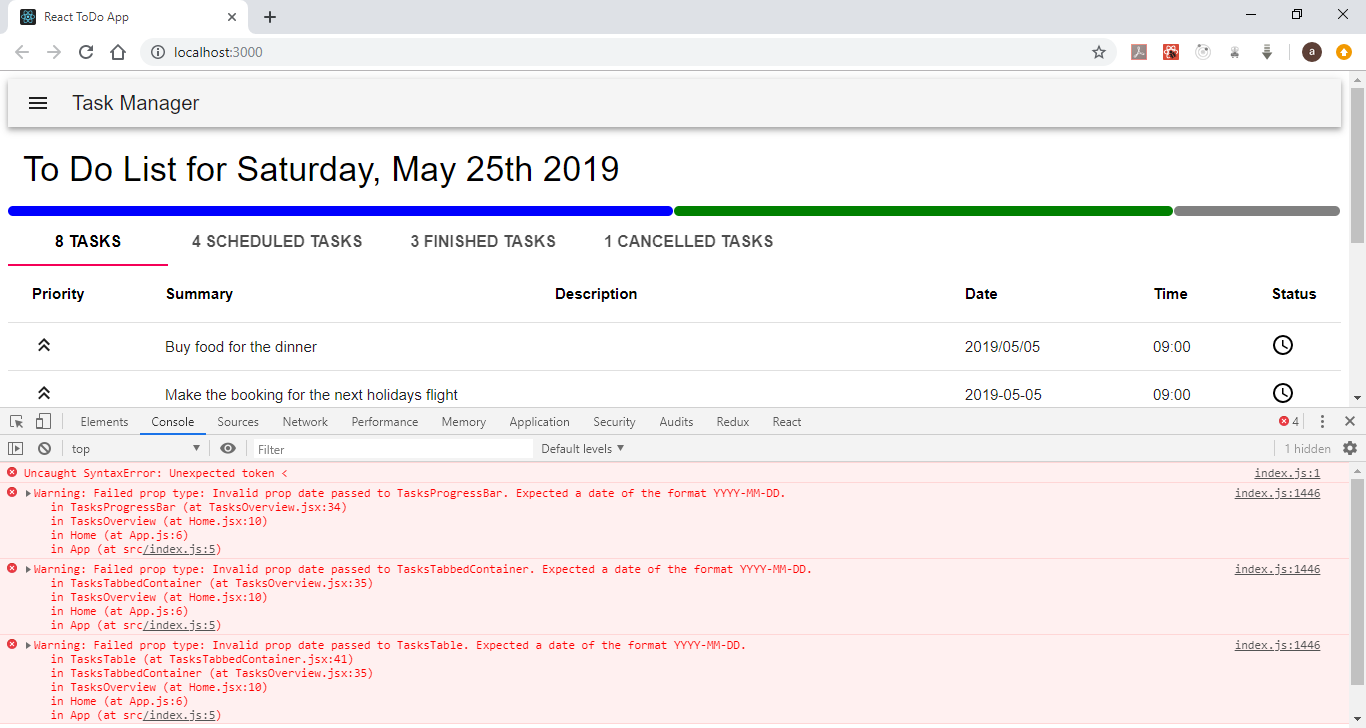 React ToDo App
localhost:3000
a
Task Manager
To Do List for Saturday, May 25th 2019
8 TASKS 4 SCHEDULED TASKS 3 FINISHED TASKS 1 CANCELLED TASKS
Priority Summary Description Date Time Status
Buy food for the dinner 2019/05/05 09:00
Make the booking for the next holidays flight 2019-05-05 09:00
Elements Console Sources Network Performance Memory Application Security Audits Redux React 4
top Filter Default levels 1 hidden
Uncaught SyntaxError: Unexpected token < index.js:1
Warning: Failed prop type: Invalid prop date passed to TasksProgressBar. Expected a date of the format YYYY-MM-DD. index.js:1446
in TasksProgressBar (at TasksOverview.jsx:34)
in TasksOverview (at Home.jsx:10)
in Home (at App.js:6)
in App (at src/index.js:5)
Warning: Failed prop type: Invalid prop date passed to TasksTabbedContainer. Expected a date of the format YYYY-MM-DD. index.js:1446
in TasksTabbedContainer (at TasksOverview.jsx:35)
in TasksOverview (at Home.jsx:10)
in Home (at App.js:6)
in App (at src/index.js:5)
Warning: Failed prop type: Invalid prop date passed to TasksTable. Expected a date of the format YYYY-MM-DD. index.js:1446
in TasksTable (at TasksTabbedContainer.jsx:41)
in TasksTabbedContainer (at TasksOverview.jsx:35)
in TasksOverview (at Home.jsx:10)
in Home (at App.js:6)
in App (at src/index.js:5)